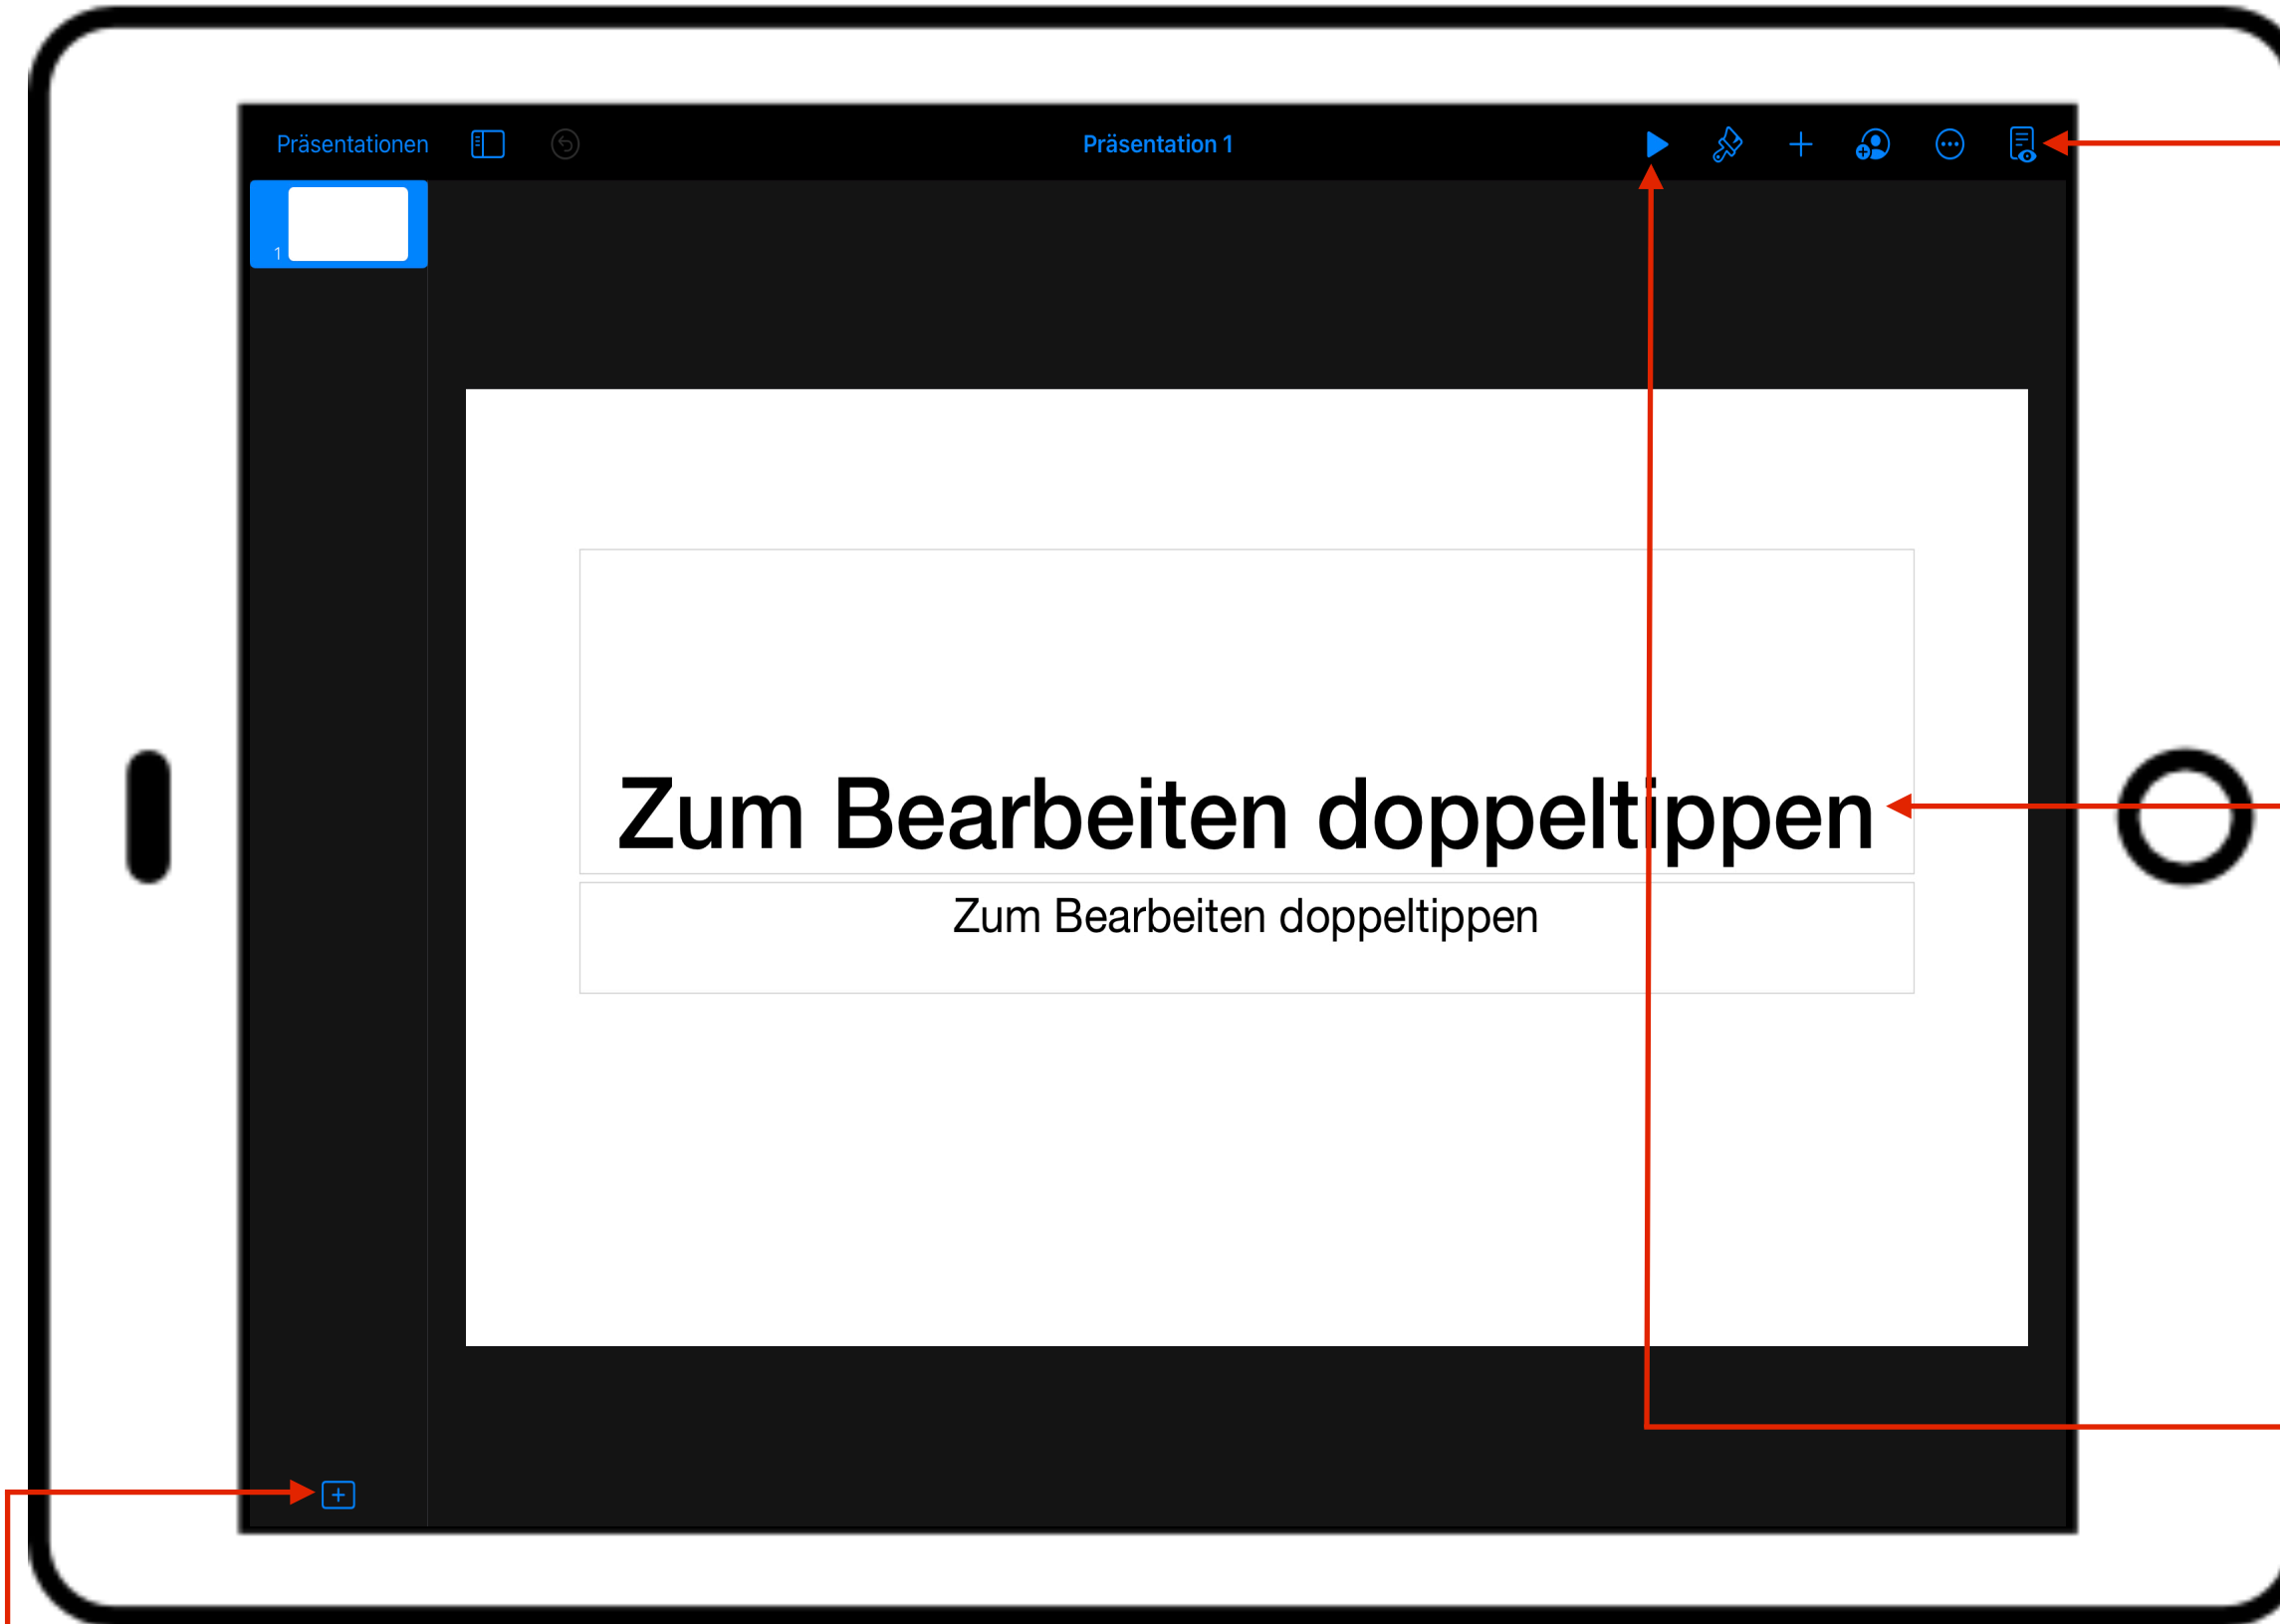 Präsentationen
Präsentation 1
1
Zum Bearbeiten doppeltippen
Zum Bearbeiten doppeltippen